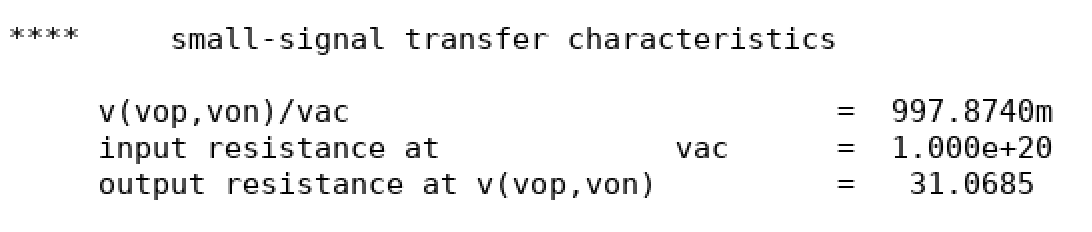 **** small-signal transfer characteristics
v(vop,von)/vac = 997.8740m
input resistance at vac = 1.000e+20
output resistance at v(vop,von) = 31.0685